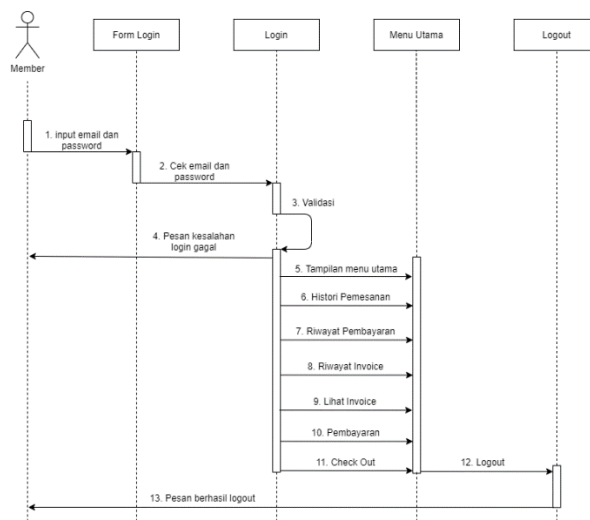 Form Login
Login
Menu Utama
Logout
Member
1. input email dan
password
2. Cek email dan
password
3. Validasi
4. Pesan kesalahan
login gagal
5. Tampilan menu utama
6. Histori Pemesanan
7. Riwayat Pembayaran
8. Riwayat Invoice
9. Lihat Invoice
10. Pembayaran
11. Check Out
12. Logout
13. Pesan berhasil logout